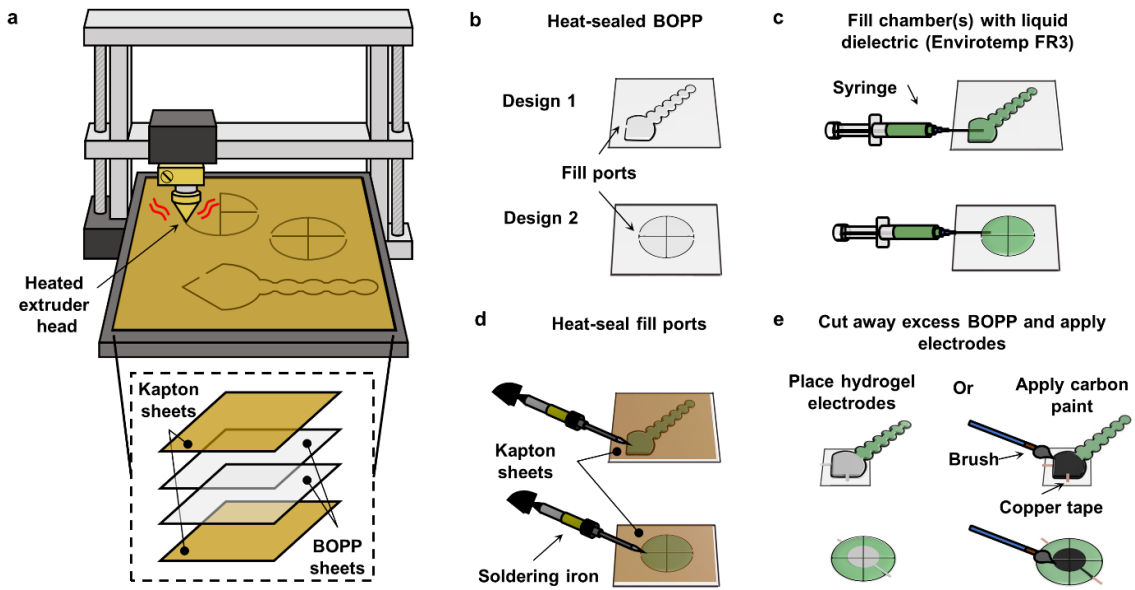 a
Heated
extruder
head
Kapton
sheets
BOPP
sheets
b
Heat-sealed BOPP
Design 1
Fill ports
Design 2
c
Fill chamber(s) with liquid
dielectric (Envirotemp FR3)
Syringe
d
Heat-seal fill ports
Kapton
sheets
Soldering iron
e
Cut away excess BOPP and apply
electrodes
Place hydrogel
electrodes
Or
Apply carbon
paint
Brush
Copper tape